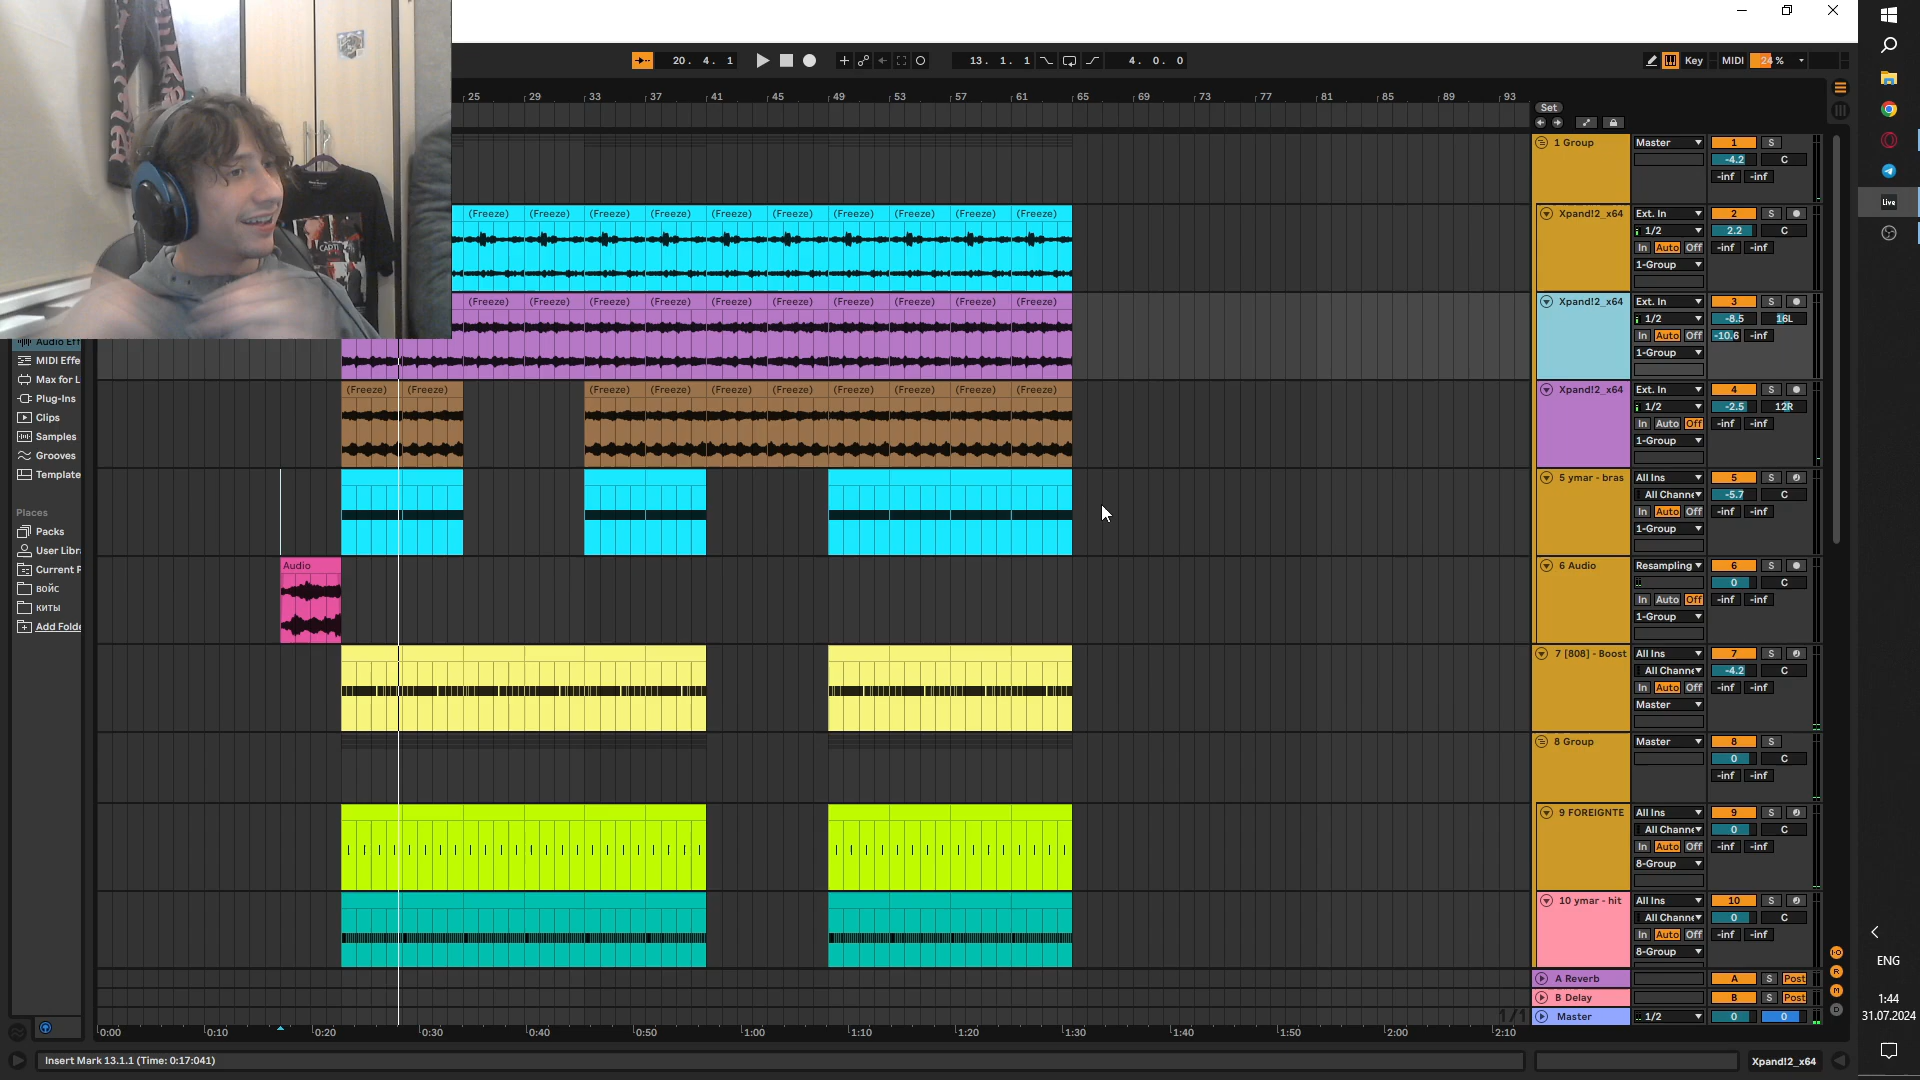 20. 4. 1
13. 1. 1
4. 0. 0
Key
MIDI
24 %
25 29 33 37 41 45 49 53 57 61 65 69 73 77 81 85 89 93
Set
1 Group
Master
1
S
-4.2
C
-inf -inf
(Freeze) (Freeze) (Freeze) (Freeze) (Freeze) (Freeze) (Freeze) (Freeze) (Freeze) (Freeze)
Xpand!2_x64
Ext. In
2
S
1/2
2.2
C
In Auto Off
-inf -inf
1-Group
(Freeze) (Freeze) (Freeze) (Freeze) (Freeze) (Freeze) (Freeze) (Freeze) (Freeze) (Freeze)
Xpand!2_x64
Ext. In
3
S
1/2
-8.5
16L
In Auto Off
-10.6 -inf
1-Group
(Freeze) (Freeze) (Freeze) (Freeze) (Freeze) (Freeze) (Freeze) (Freeze) (Freeze) (Freeze)
Xpand!2_x64
Ext. In
4
S
1/2
-2.5
12R
In Auto Off
-inf -inf
1-Group
5 ymar - bras
All Ins
5
S
All Channe
-5.7
C
In Auto Off
-inf -inf
1-Group
Audio
6 Audio
Resampling
6
S
0
C
In Auto Off
-inf -inf
1-Group
7 [808] - Boost
All Ins
7
S
All Channe
-4.2
C
In Auto Off
-inf -inf
Master
8 Group
Master
8
S
0
C
-inf -inf
9 FOREIGNTE
All Ins
9
S
All Channe
0
C
In Auto Off
-inf -inf
8-Group
10 ymar - hit
All Ins
10
S
All Channe
0
C
In Auto Off
-inf -inf
8-Group
A Reverb
A
S
Post
B Delay
B
S
Post
Master
1/2
0
0
1/1
Audio Eff
MIDI Effe
Max for L
Plug-Ins
Clips
Samples
Grooves
Template
Places
Packs
User Libr
Current P
войс
киты
Add Folde
0:00 0:10 0:20 0:30 0:40 0:50 1:00 1:10 1:20 1:30 1:40 1:50 2:00 2:10
Insert Mark 13.1.1 (Time: 0:17:041)
Xpand!2_x64
Live
ENG
1:44
31.07.2024